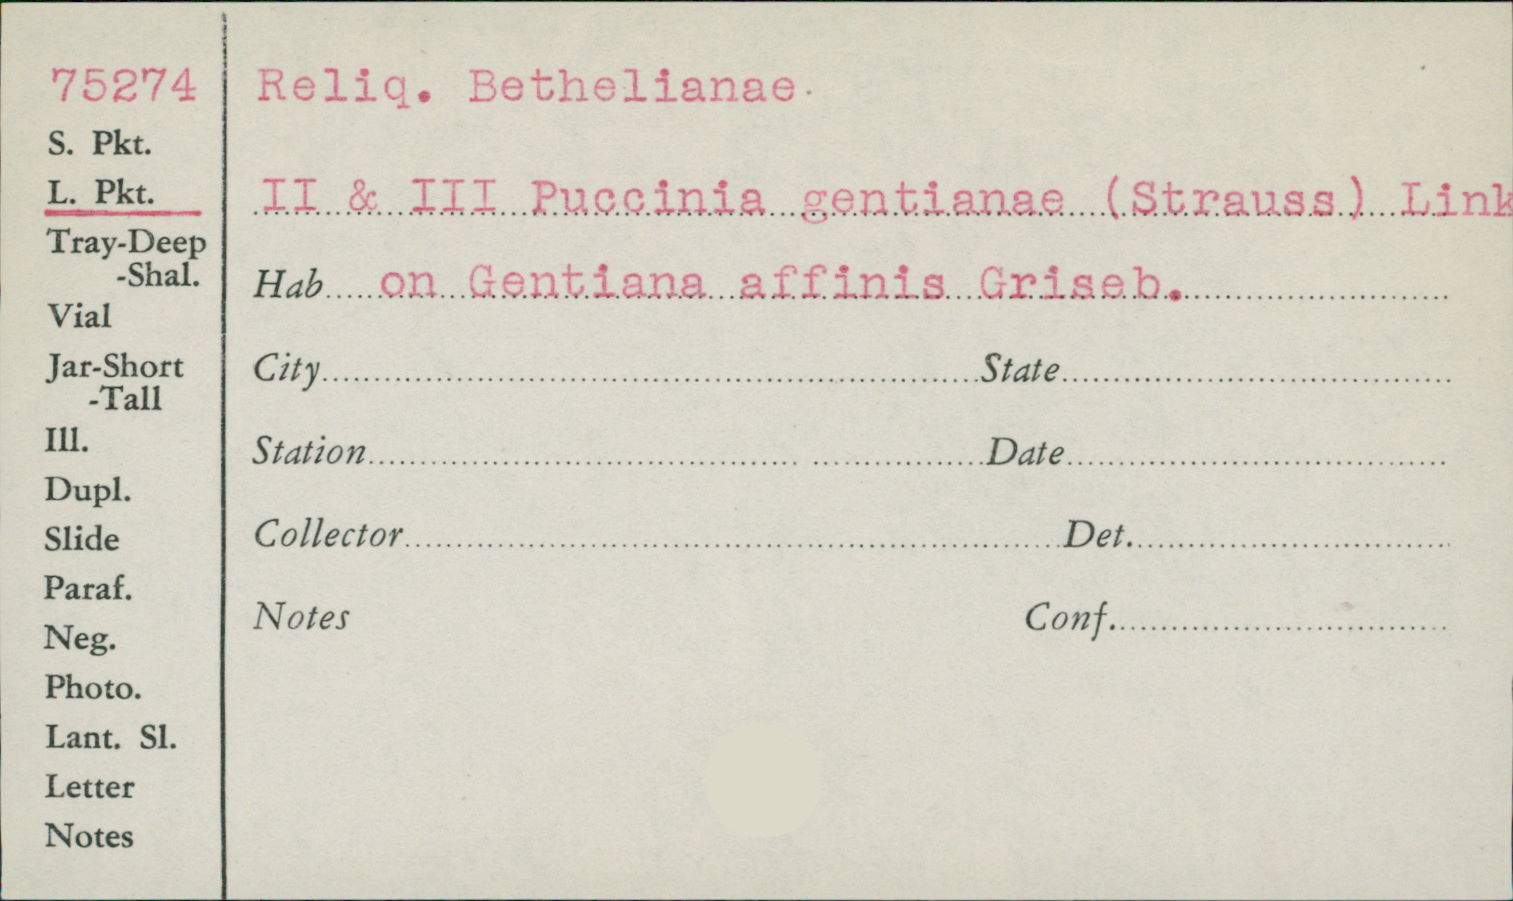 75274 Reliq. Bethelianae
S. Pkt.
L. Pkt. II & III Puccinia gentianae (Strauss) Link
Tray-Deep
-Shal. Hab on Gentiana affinis Griseb.
Vial
Jar-Short City State
-Tall
Ill. Station Date
Dupl.
Slide Collector Det.
Paraf.
Neg. Notes Conf.
Photo.
Lant. Sl.
Letter
Notes